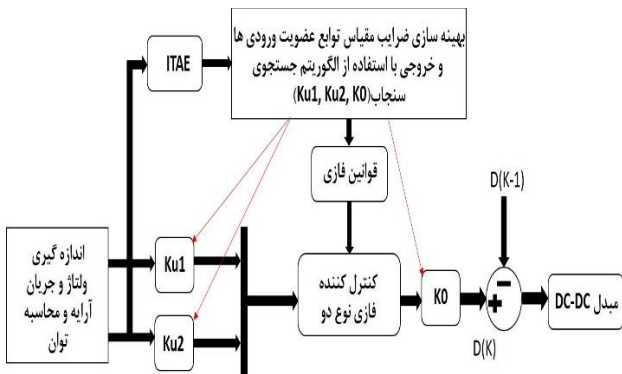 بهینه سازی ضرایب مقیاس توابع عضویت ورودی ها
و خروجی با استفاده از الگوریتم جستجوی
سنجاب(Ku1, Ku2, K0)
ITAE
قوانین فازی
D(K-1)
اندازه گیری
ولتاژ و جریان
آرایه و محاسبه
توان
Ku1
Ku2
کنترل کننده
فازی نوع دو
K0
D(K)
مبدل DC-DC